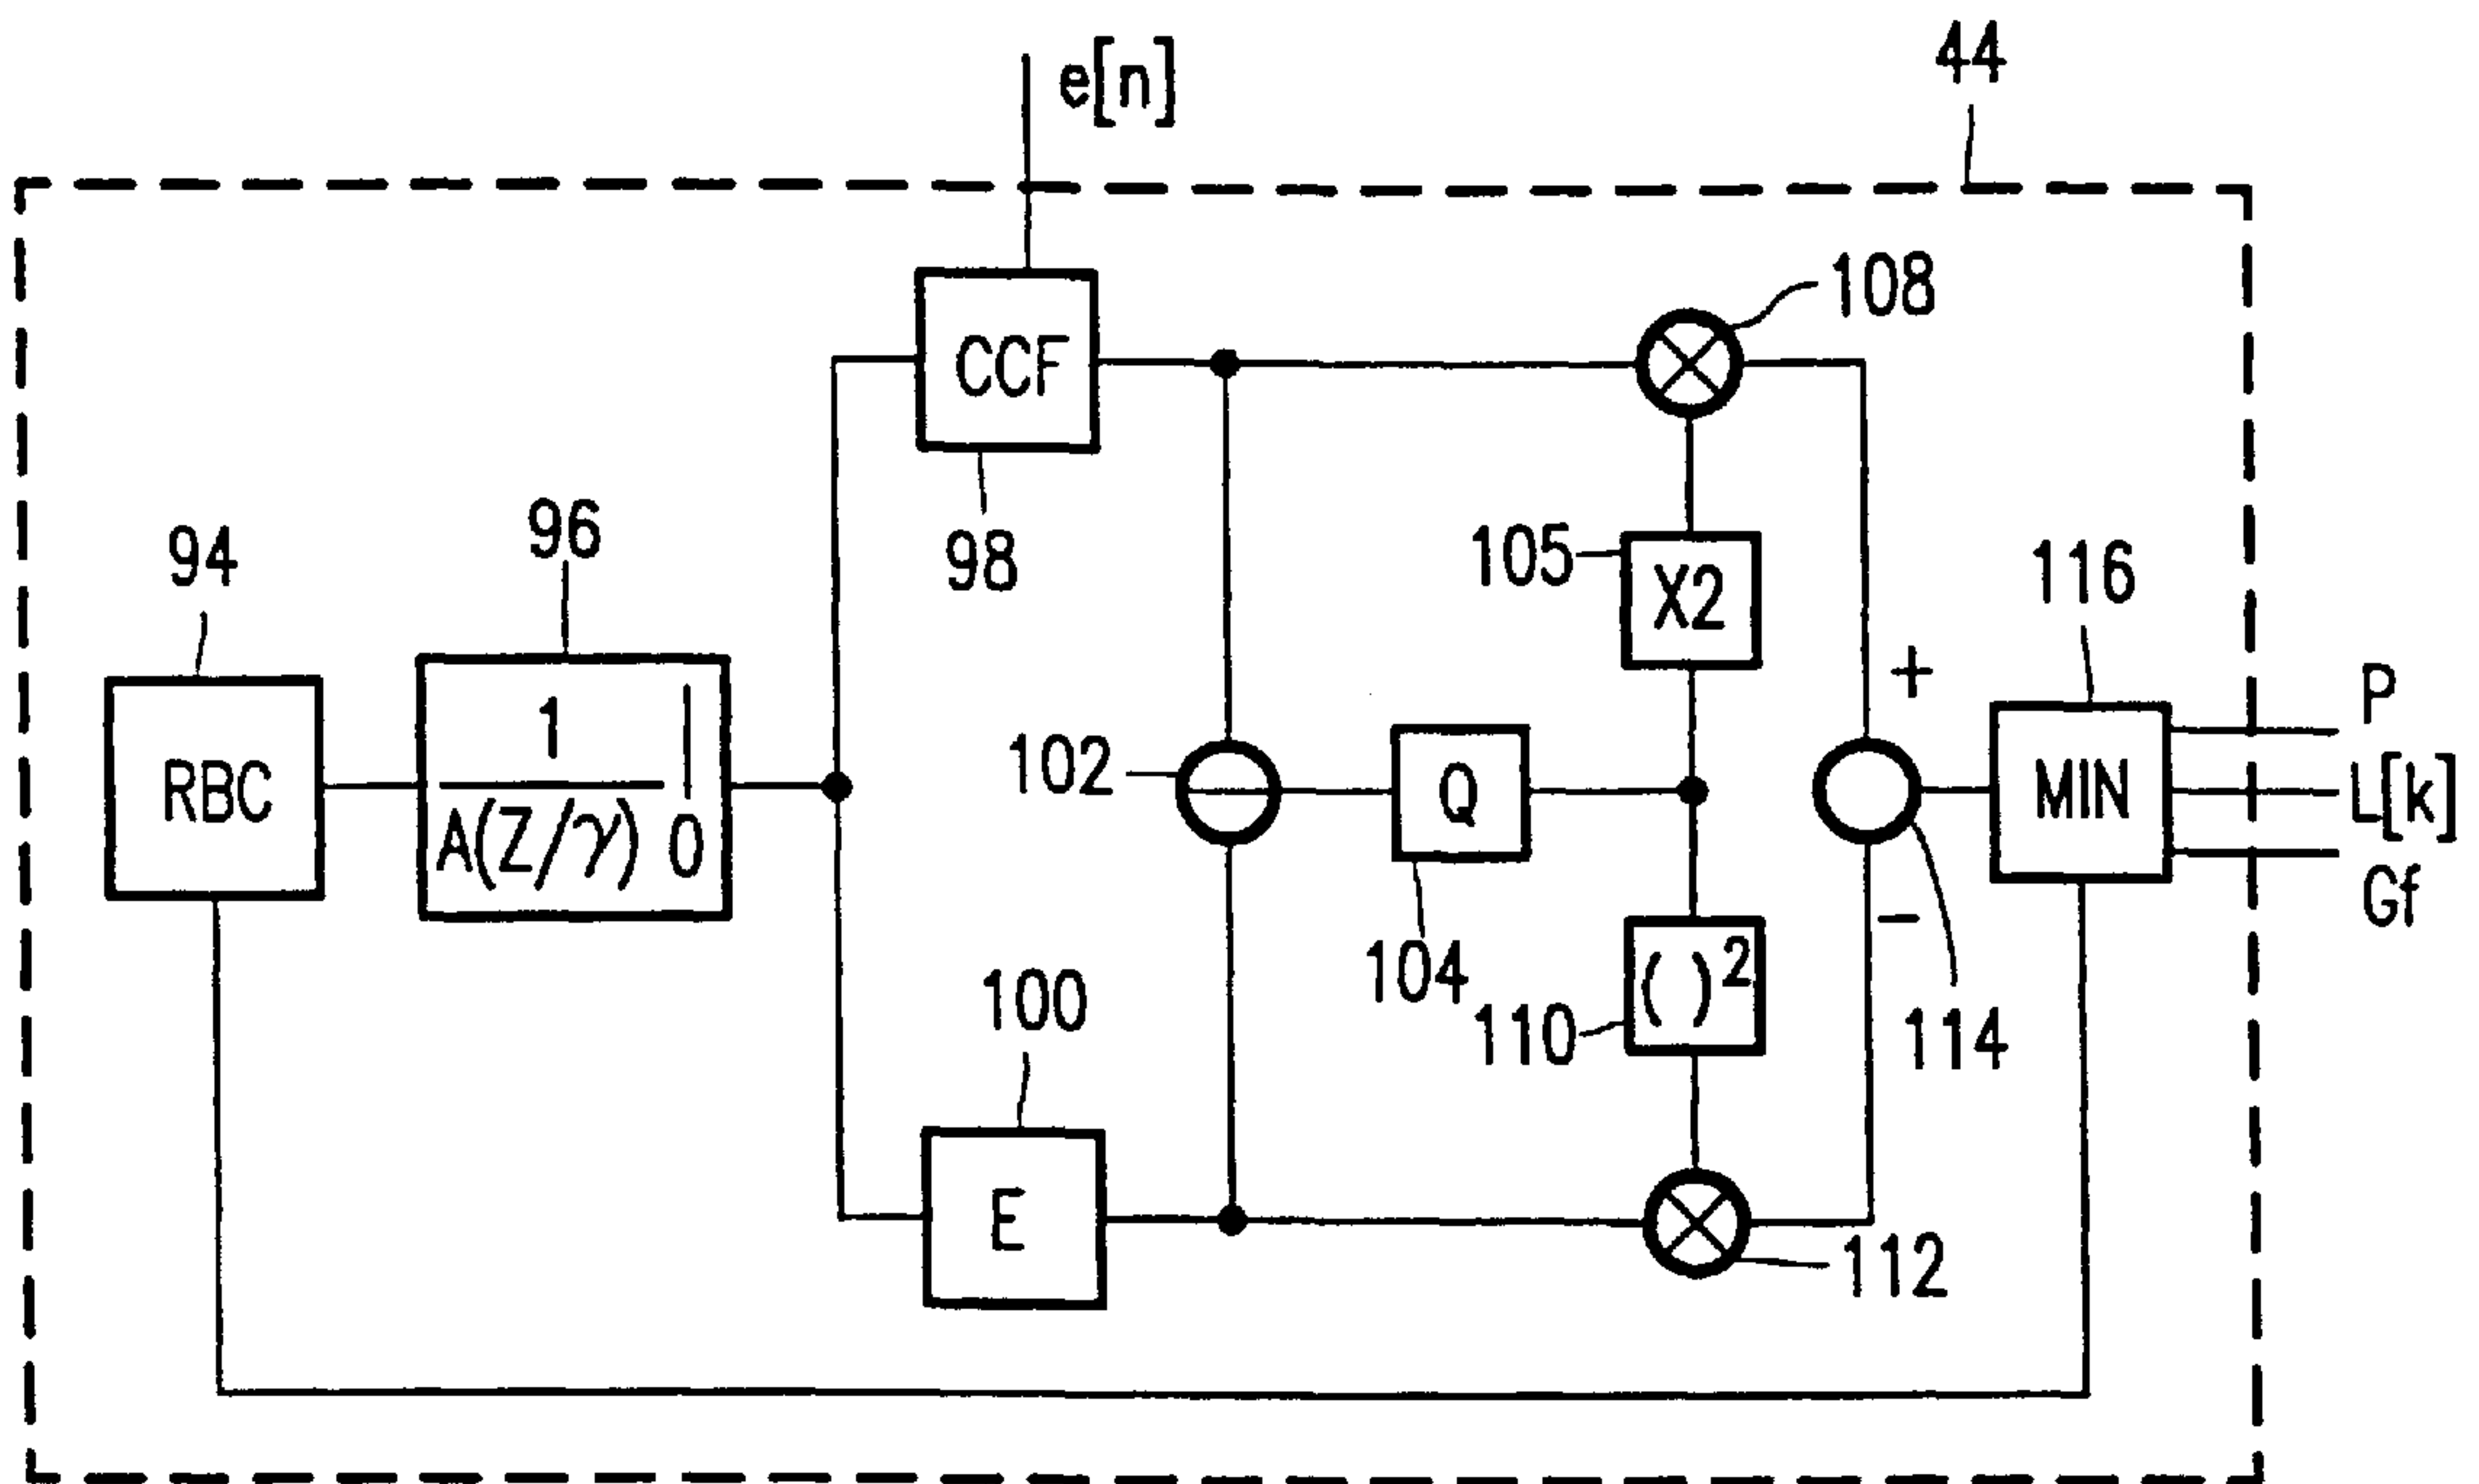 e[n]
44
108
CCF
98
105
X2
116
94
96
RBC
1
A(Z/γ) 0
102
Q
104
+
−
MIN
P
L[k]
Gf
( )²
110
114
100
E
112